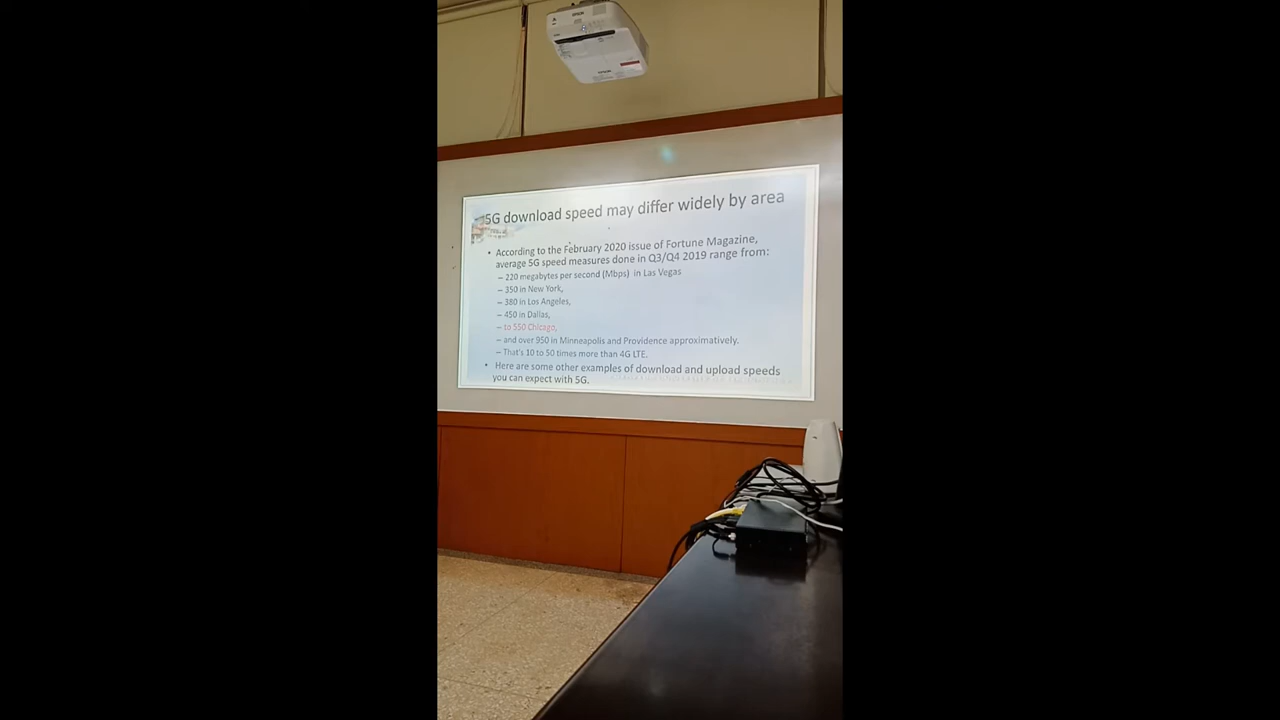 EPSON
EPSON
5G download speed may differ widely by area
• According to the February 2020 issue of Fortune Magazine,
average 5G speed measures done in Q3/Q4 2019 range from:
– 220 megabytes per second (Mbps) in Las Vegas
– 350 in New York,
– 380 in Los Angeles,
– 450 in Dallas,
– to 550 Chicago,
– and over 950 in Minneapolis and Providence approximatively.
– That's 10 to 50 times more than 4G LTE.
• Here are some other examples of download and upload speeds
you can expect with 5G.